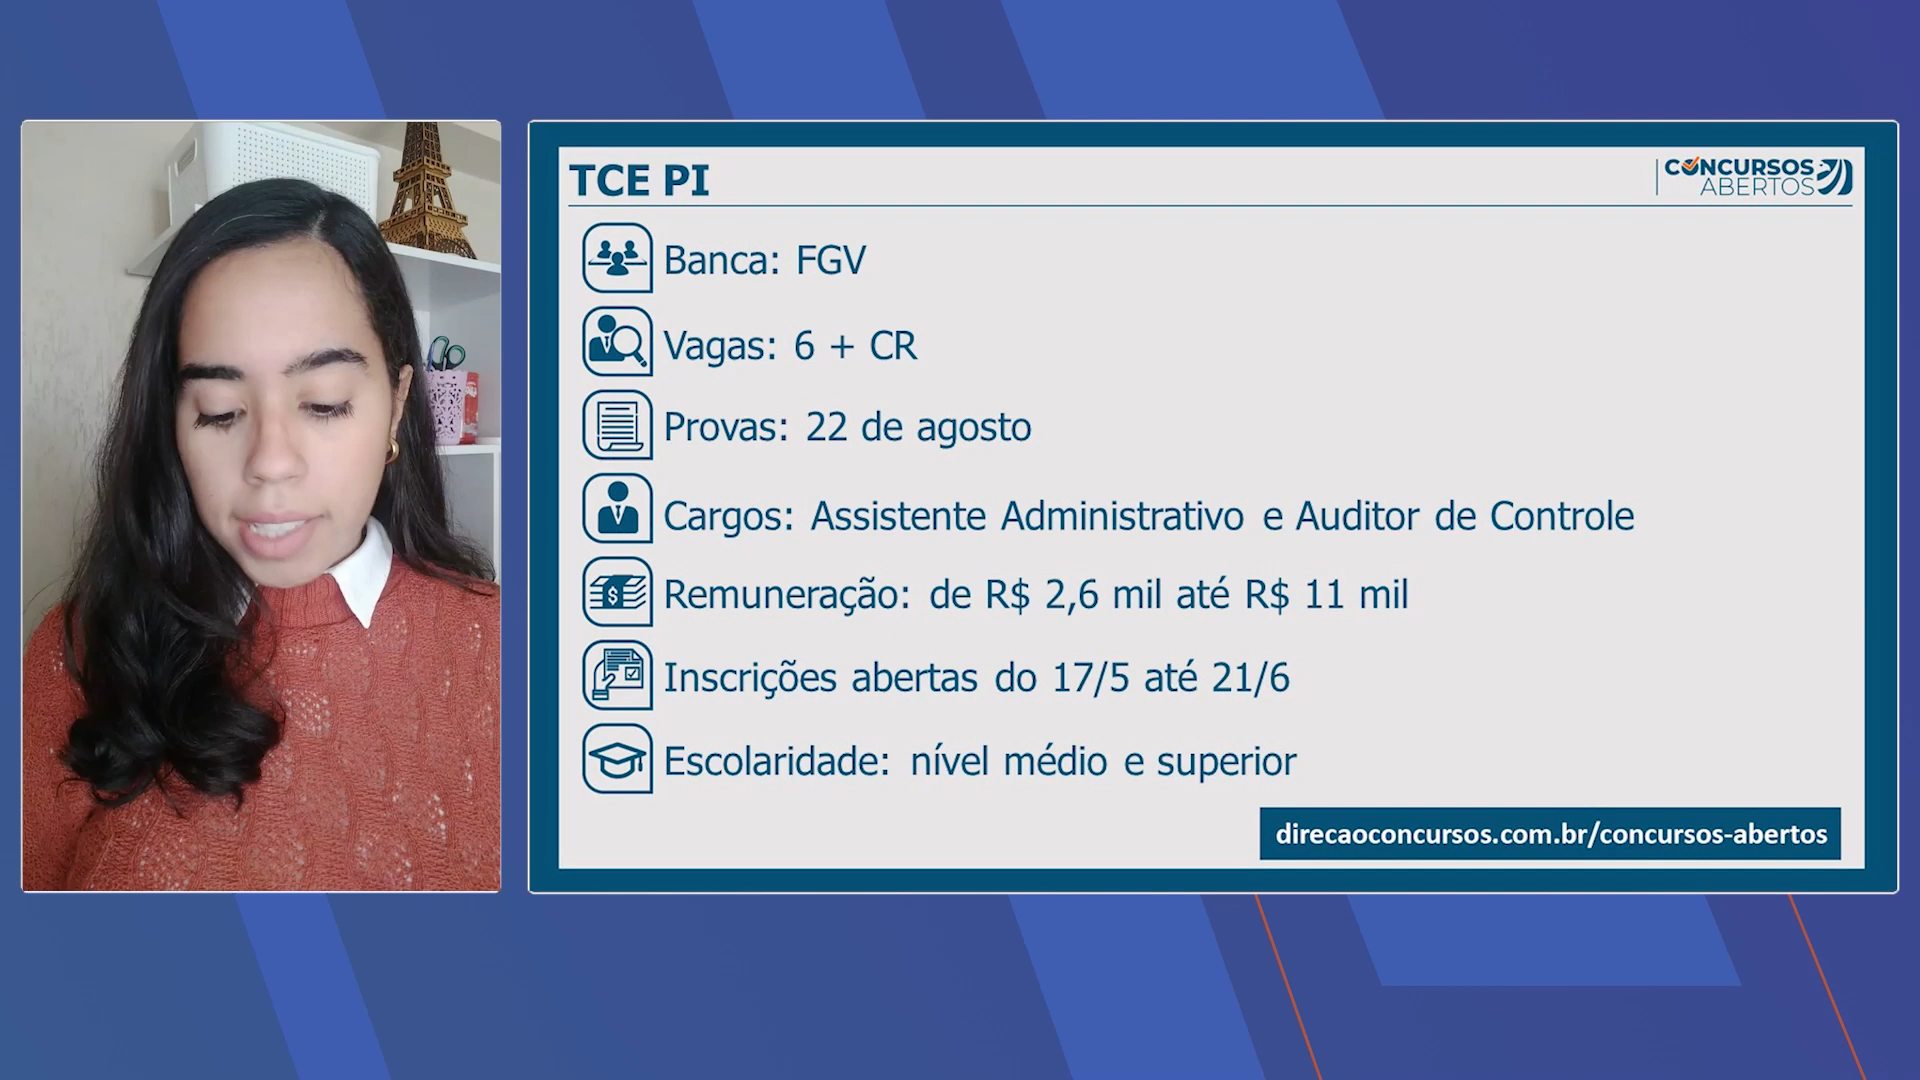 TCE PI
CONCURSOS
ABERTOS
Banca: FGV
Vagas: 6 + CR
Provas: 22 de agosto
Cargos: Assistente Administrativo e Auditor de Controle
Remuneração: de R$ 2,6 mil até R$ 11 mil
Inscrições abertas do 17/5 até 21/6
Escolaridade: nível médio e superior
direcaoconcursos.com.br/concursos-abertos